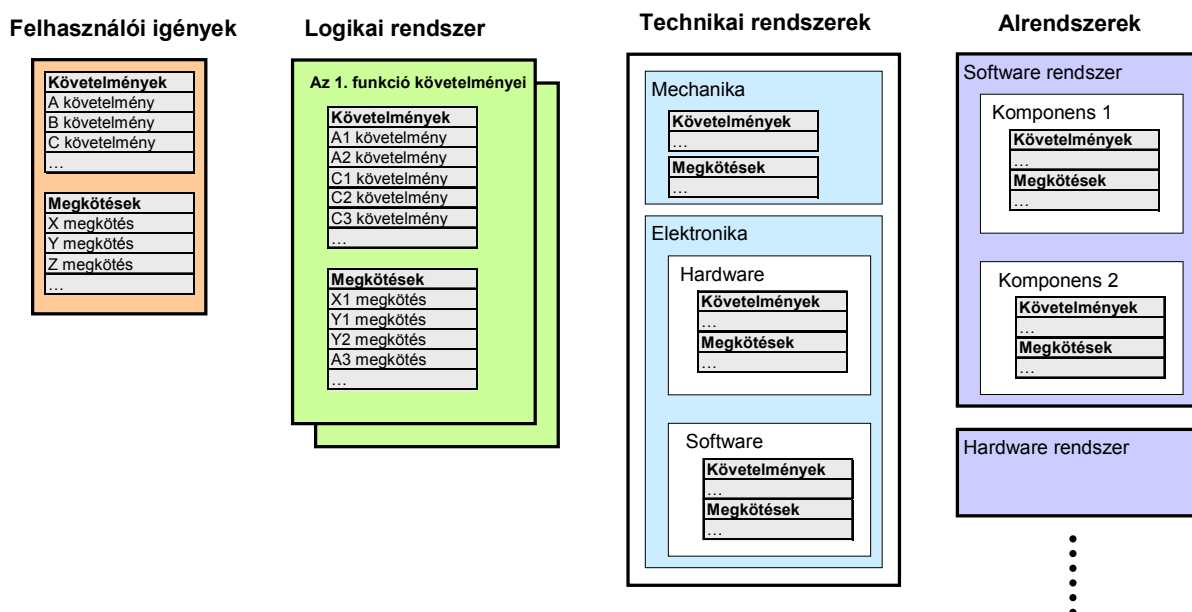 Felhasználói igények
Követelmények
A követelmény
B követelmény
C követelmény
…
Megkötések
X megkötés
Y megkötés
Z megkötés
…
Logikai rendszer
Az 1. funkció követelményei
Követelmények
A1 követelmény
A2 követelmény
C1 követelmény
C2 követelmény
C3 követelmény
…
Megkötések
X1 megkötés
Y1 megkötés
Y2 megkötés
A3 megkötés
…
Technikai rendszerek
Mechanika
Követelmények
…
Megkötések
…
Elektronika
Hardware
Követelmények
…
Megkötések
…
Software
Követelmények
…
Megkötések
…
Alrendszerek
Software rendszer
Komponens 1
Követelmények
…
Megkötések
…
Komponens 2
Követelmények
…
Megkötések
…
Hardware rendszer